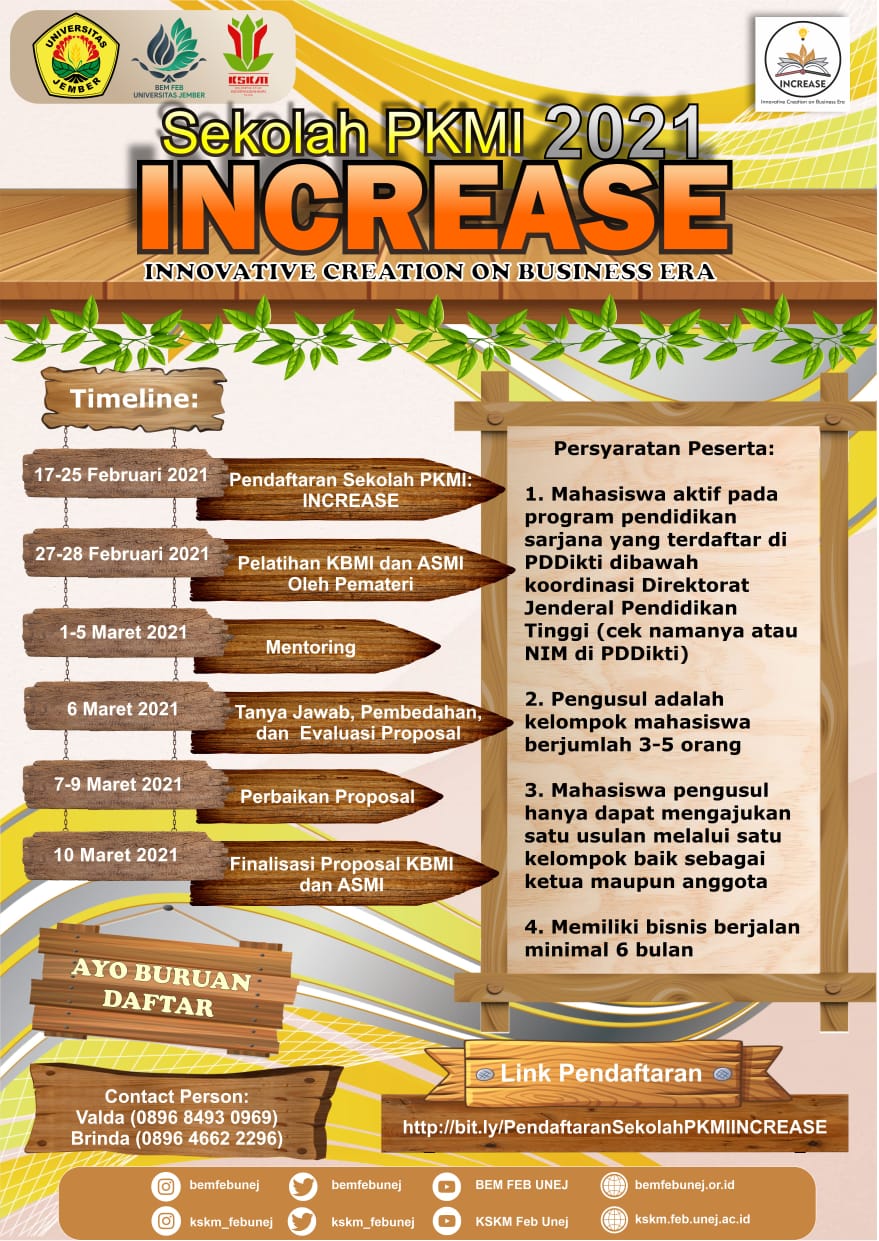 UNIVERSITAS
JEMBER
BEM FEB
UNIVERSITAS JEMBER
KSKM
INCREASE
Innovative Creation on Business Era
Sekolah PKMI 2021
INCREASE
INNOVATIVE CREATION ON BUSINESS ERA
Timeline:
17-25 Februari 2021
Pendaftaran Sekolah PKMI:
INCREASE
27-28 Februari 2021
Pelatihan KBMI dan ASMI
Oleh Pemateri
1-5 Maret 2021
Mentoring
6 Maret 2021
Tanya Jawab, Pembedahan,
dan Evaluasi Proposal
7-9 Maret 2021
Perbaikan Proposal
10 Maret 2021
Finalisasi Proposal KBMI
dan ASMI
Persyaratan Peserta:
1. Mahasiswa aktif pada
program pendidikan
sarjana yang terdaftar di
PDDikti dibawah
koordinasi Direktorat
Jenderal Pendidikan
Tinggi (cek namanya atau
NIM di PDDikti)
2. Pengusul adalah
kelompok mahasiswa
berjumlah 3-5 orang
3. Mahasiswa pengusul
hanya dapat mengajukan
satu usulan melalui satu
kelompok baik sebagai
ketua maupun anggota
4. Memiliki bisnis berjalan
minimal 6 bulan
AYO BURUAN
DAFTAR
Contact Person:
Valda (0896 8493 0969)
Brinda (0896 4662 2296)
Link Pendaftaran
http://bit.ly/PendaftaranSekolahPKMIINCREASE
bemfebunej
bemfebunej
BEM FEB UNEJ
bemfebunej.or.id
kskm_febunej
kskm_febunej
KSKM Feb Unej
kskm.feb.unej.ac.id